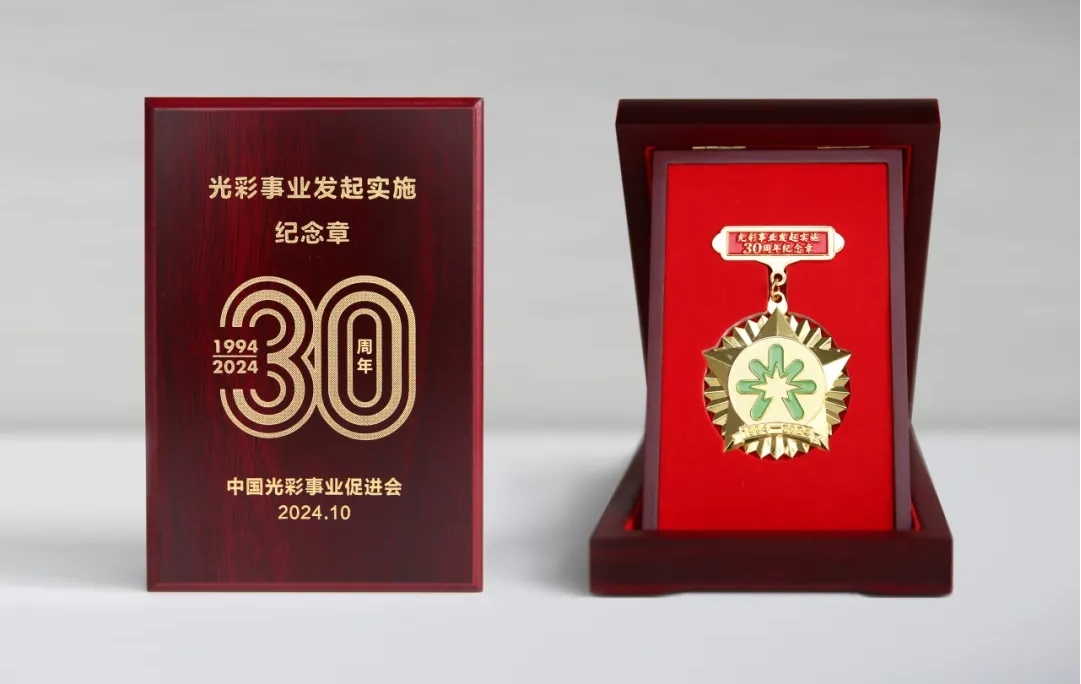 光彩事业发起实施
纪念章
1994
2024
30
周年
中国光彩事业促进会
2024.10
光彩事业发起实施
30周年纪念章
1994—2024